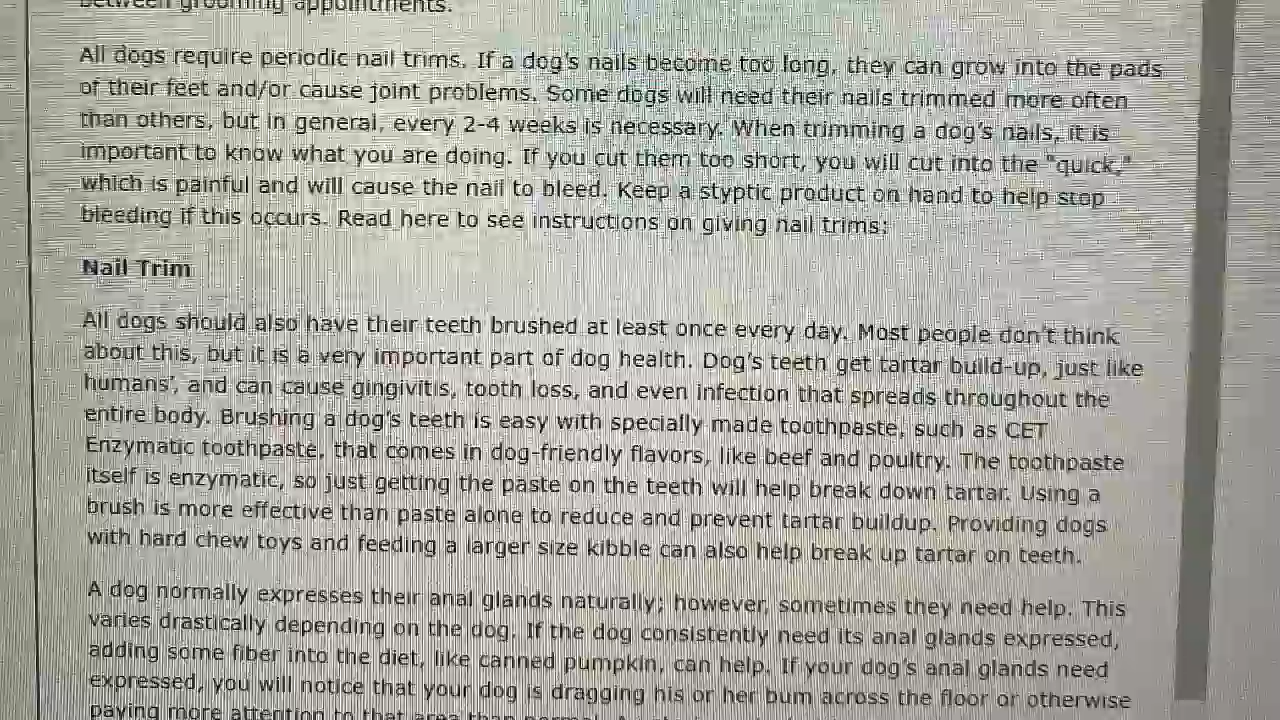 between grooming appointments.
All dogs require periodic nail trims. If a dog's nails become too long, they can grow into the pads
of their feet and/or cause joint problems. Some dogs will need their nails trimmed more often
than others, but in general, every 2-4 weeks is necessary. When trimming a dog's nails, it is
important to know what you are doing. If you cut them too short, you will cut into the "quick,"
which is painful and will cause the nail to bleed. Keep a styptic product on hand to help stop
bleeding if this occurs. Read here to see instructions on giving nail trims:
Nail Trim
All dogs should also have their teeth brushed at least once every day. Most people don't think
about this, but it is a very important part of dog health. Dog's teeth get tartar build-up, just like
humans', and can cause gingivitis, tooth loss, and even infection that spreads throughout the
entire body. Brushing a dog's teeth is easy with specially made toothpaste, such as CET
Enzymatic toothpaste, that comes in dog-friendly flavors, like beef and poultry. The toothpaste
itself is enzymatic, so just getting the paste on the teeth will help break down tartar. Using a
brush is more effective than paste alone to reduce and prevent tartar buildup. Providing dogs
with hard chew toys and feeding a larger size kibble can also help break up tartar on teeth.
A dog normally expresses their anal glands naturally; however, sometimes they need help. This
varies drastically depending on the dog. If the dog consistently need its anal glands expressed,
adding some fiber into the diet, like canned pumpkin, can help. If your dog's anal glands need
expressed, you will notice that your dog is dragging his or her bum across the floor or otherwise
paying more attention to that area than normal.